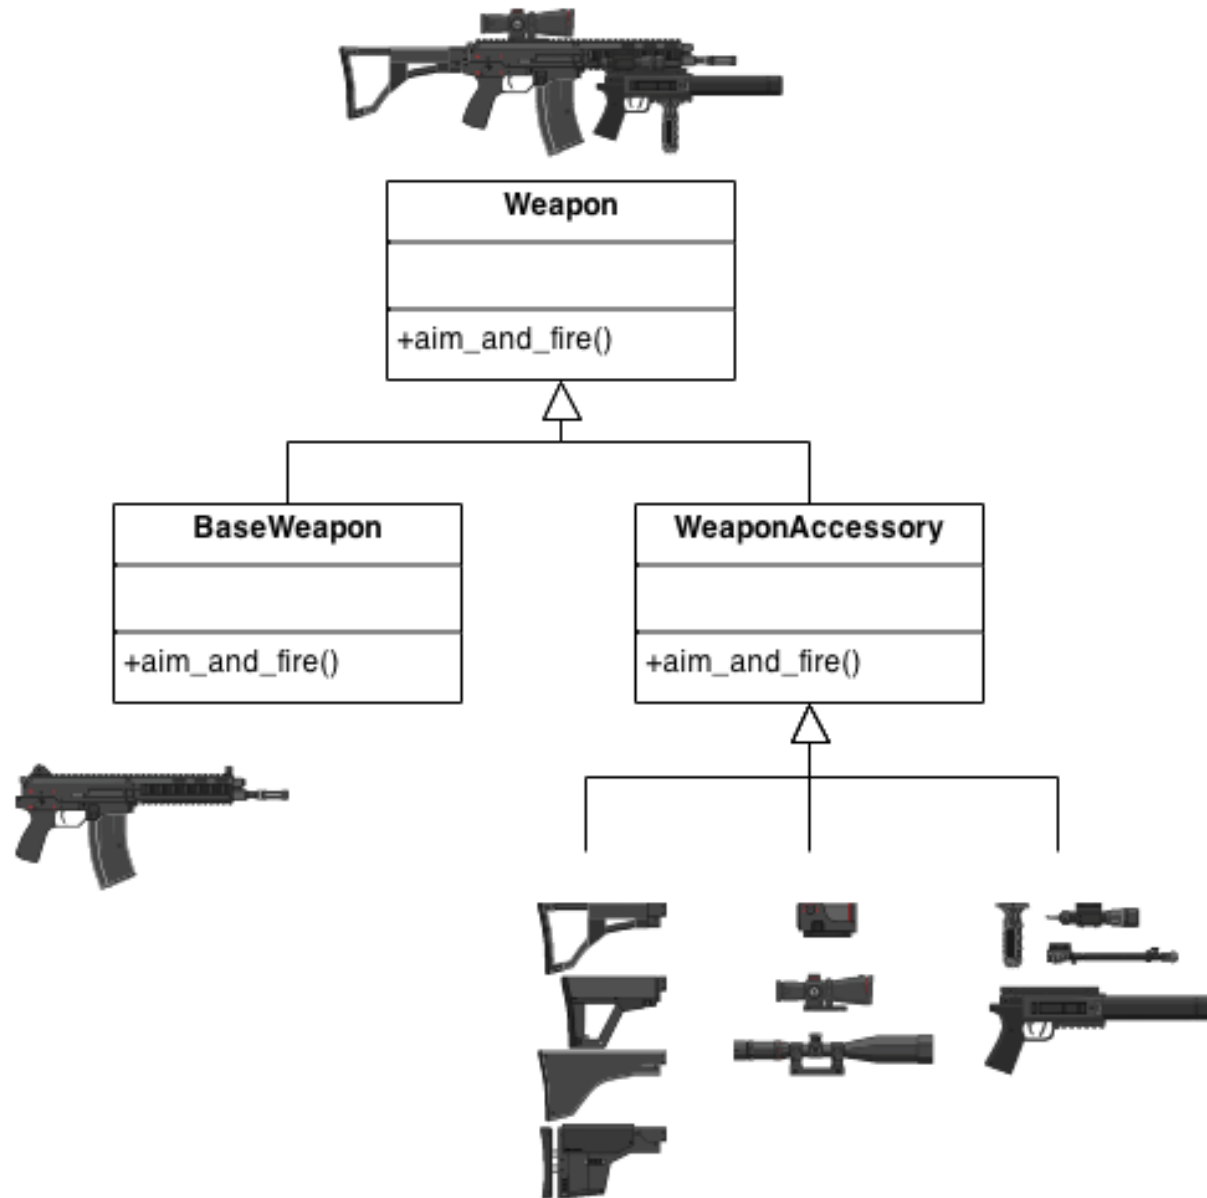 Weapon
+aim_and_fire()
BaseWeapon
+aim_and_fire()
WeaponAccessory
+aim_and_fire()